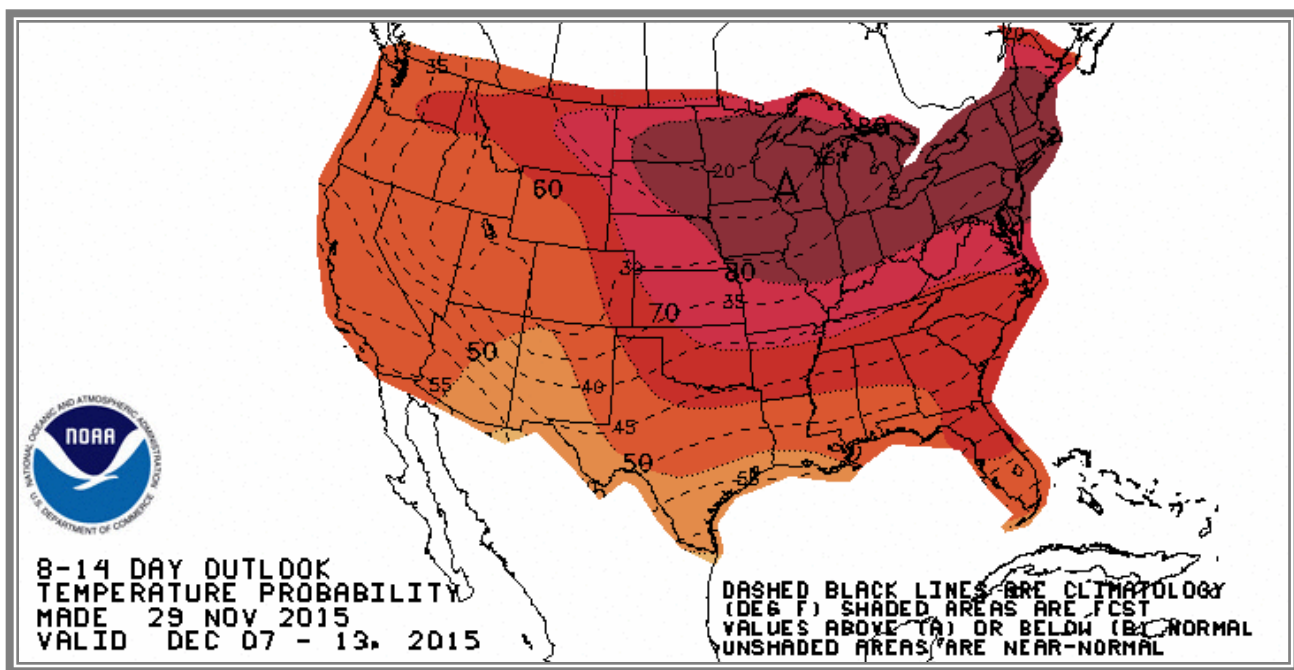 35
20
80
20
A
60
30
80
35
70
50
55
40
45
50
55
NOAA
NATIONAL OCEANIC AND ATMOSPHERIC ADMINISTRATION
U.S. DEPARTMENT OF COMMERCE
8-14 DAY OUTLOOK
TEMPERATURE PROBABILITY
MADE 29 NOV 2015
VALID DEC 07 - 13, 2015
DASHED BLACK LINES ARE CLIMATOLOGY
(DEG F) SHADED AREAS ARE FCST
VALUES ABOVE (A) OR BELOW (B) NORMAL
UNSHADED AREAS ARE NEAR-NORMAL